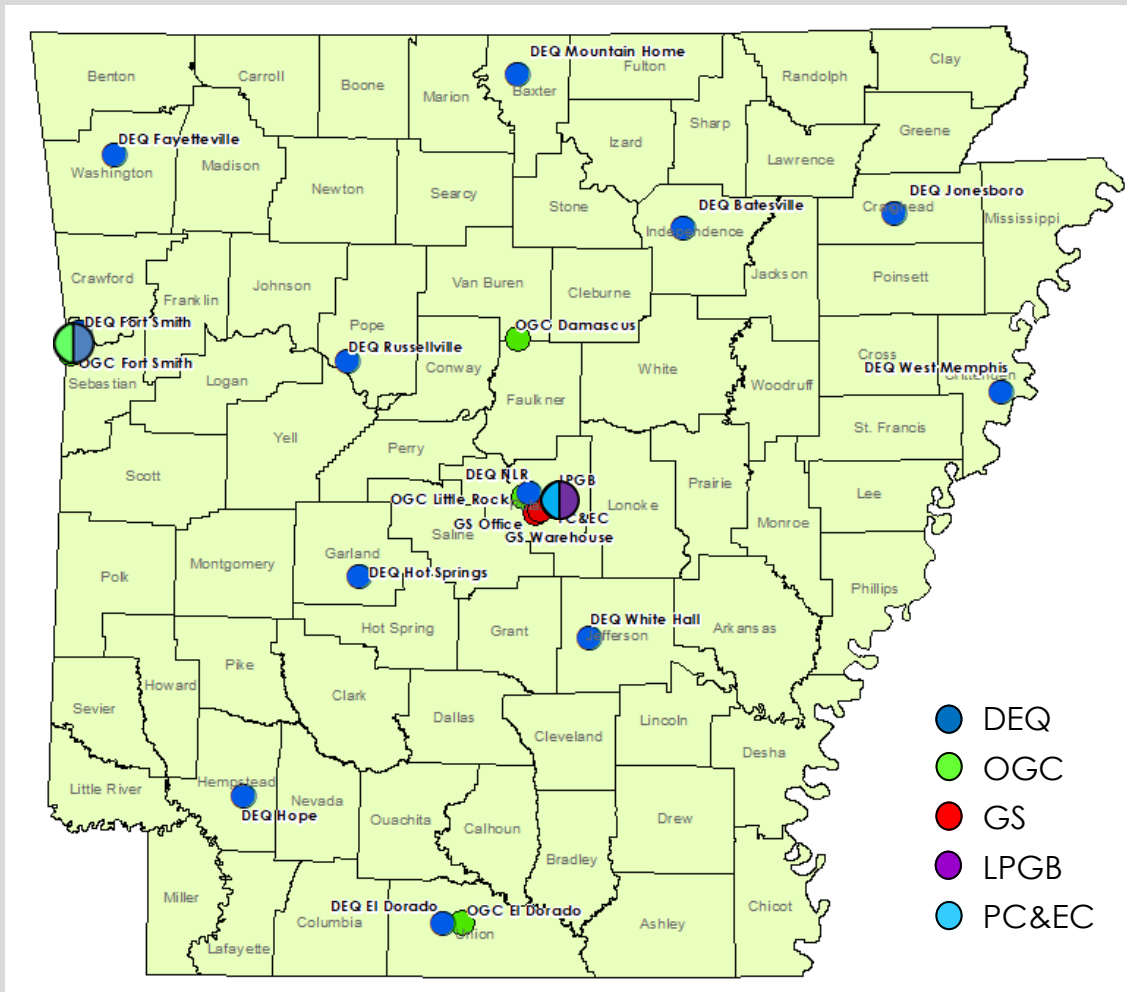 DEQ Mountain Home
Clay
Benton
Carroll
Boone
Marion
Baxter
Fulton
Randolph
Sharp
Greene
DEQ Fayetteville
Washington
Madison
Izard
Lawrence
Newton
Searcy
Stone
DEQ Batesville
Independence
DEQ Jonesboro
Craighead
Mississippi
Crawford
Franklin
Johnson
Van Buren
Cleburne
Jackson
Poinsett
DEQ Fort Smith
OGC Fort Smith
Sebastian
Pope
DEQ Russellville
OGC Damascus
Logan
Conway
White
Woodruff
Cross
DEQ West Memphis
Crittenden
Faulkner
St. Francis
Yell
Perry
Scott
DEQ NLR
LPGB
OGC Little Rock
PC&EC
GS Office
GS Warehouse
Saline
Lonoke
Prairie
Lee
Monroe
Polk
Montgomery
Garland
DEQ Hot Springs
Phillips
Hot Spring
Grant
DEQ White Hall
Jefferson
Arkansas
Pike
Howard
Sevier
Clark
Dallas
Cleveland
Lincoln
Desha
Little River
Hempstead
DEQ Hope
Nevada
Ouachita
Calhoun
Drew
Bradley
Miller
Lafayette
Columbia
DEQ El Dorado
OGC El Dorado
Union
Ashley
Chicot
DEQ
OGC
GS
LPGB
PC&EC